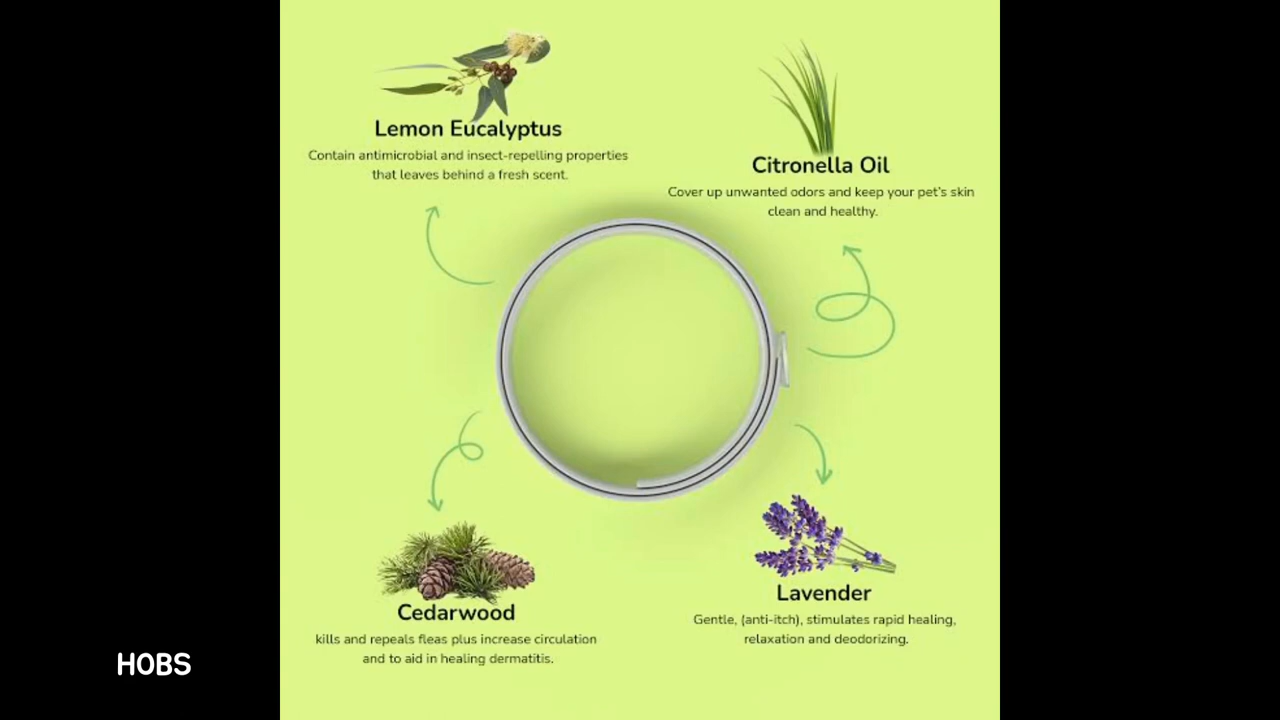 Lemon Eucalyptus
Contain antimicrobial and insect-repelling properties
that leaves behind a fresh scent.
Citronella Oil
Cover up unwanted odors and keep your pet's skin
clean and healthy.
Cedarwood
kills and repeals fleas plus increase circulation
and to aid in healing dermatitis.
Lavender
Gentle, (anti-itch), stimulates rapid healing,
relaxation and deodorizing.
HOBS